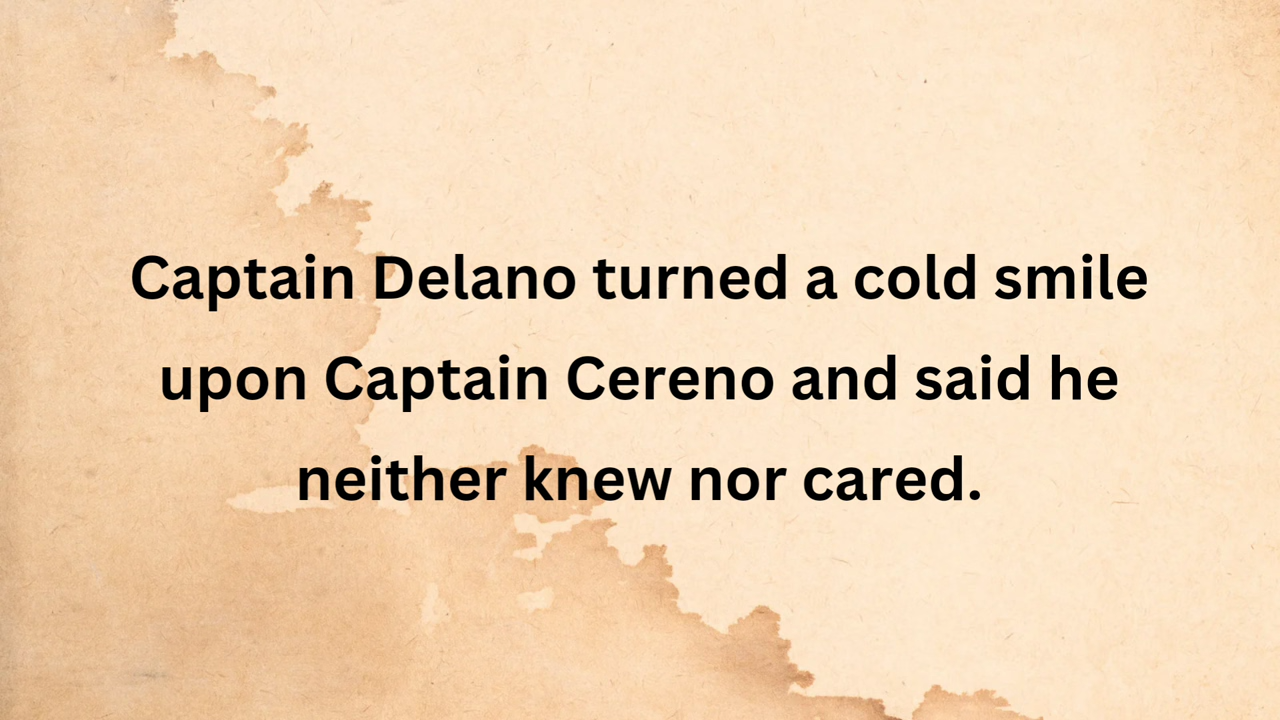 Captain Delano turned a cold smile
upon Captain Cereno and said he
neither knew nor cared.